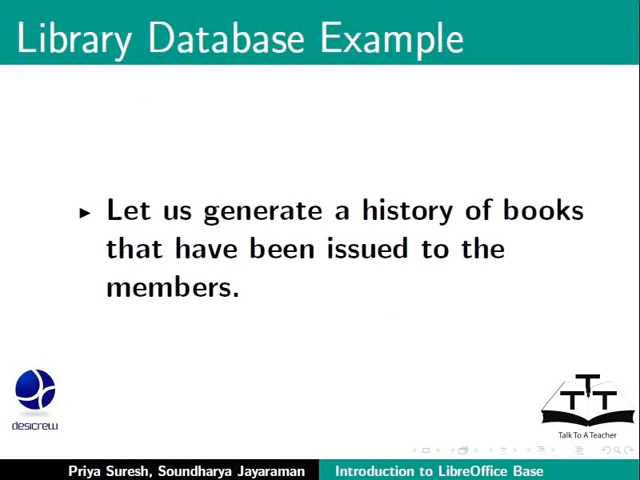 Library Database Example
Let us generate a history of books
that have been issued to the
members.
desicrew
T
T T
Talk To A Teacher
Priya Suresh, Soundharya Jayaraman
Introduction to LibreOffice Base